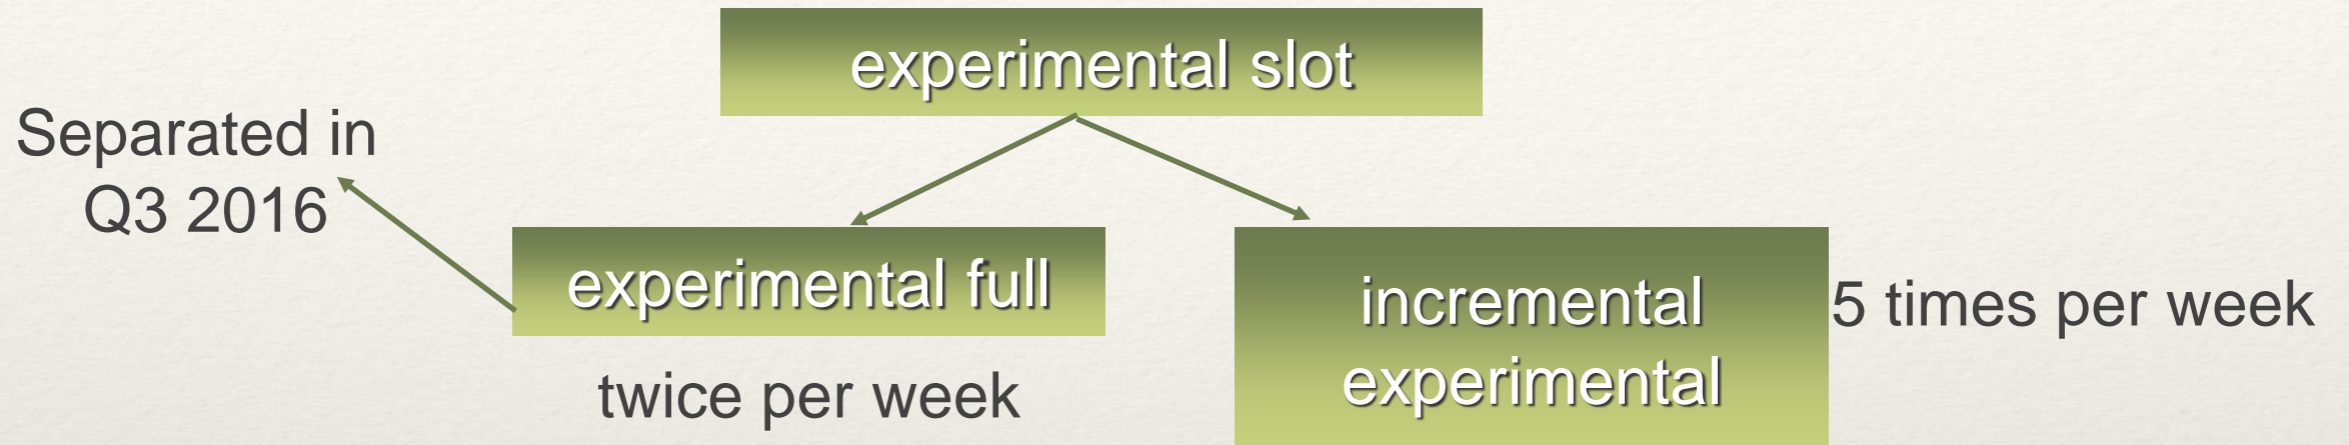 experimental slot
Separated in
Q3 2016
experimental full
twice per week
incremental
experimental
5 times per week